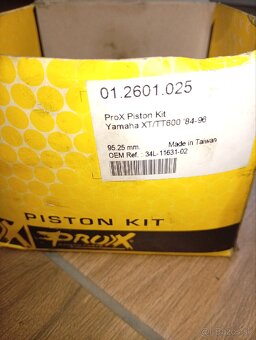 01.2601.025
ProX Piston Kit
Yamaha XT/TT600 '84-96
95.25 mm.
Made in Taiwan
OEM Ref. : 34L-11631-02
PISTON KIT
PROX